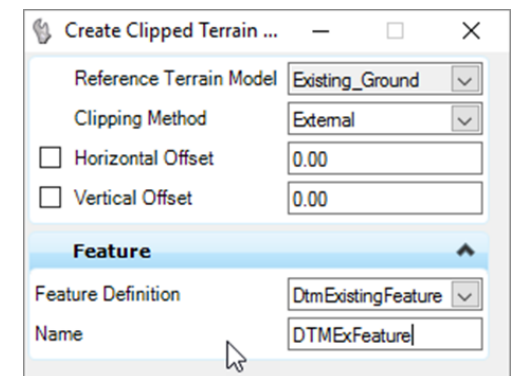 Create Clipped Terrain ...
Reference Terrain Model Existing_Ground
Clipping Method External
Horizontal Offset 0.00
Vertical Offset 0.00
Feature
Feature Definition DtmExistingFeature
Name DTMExFeature